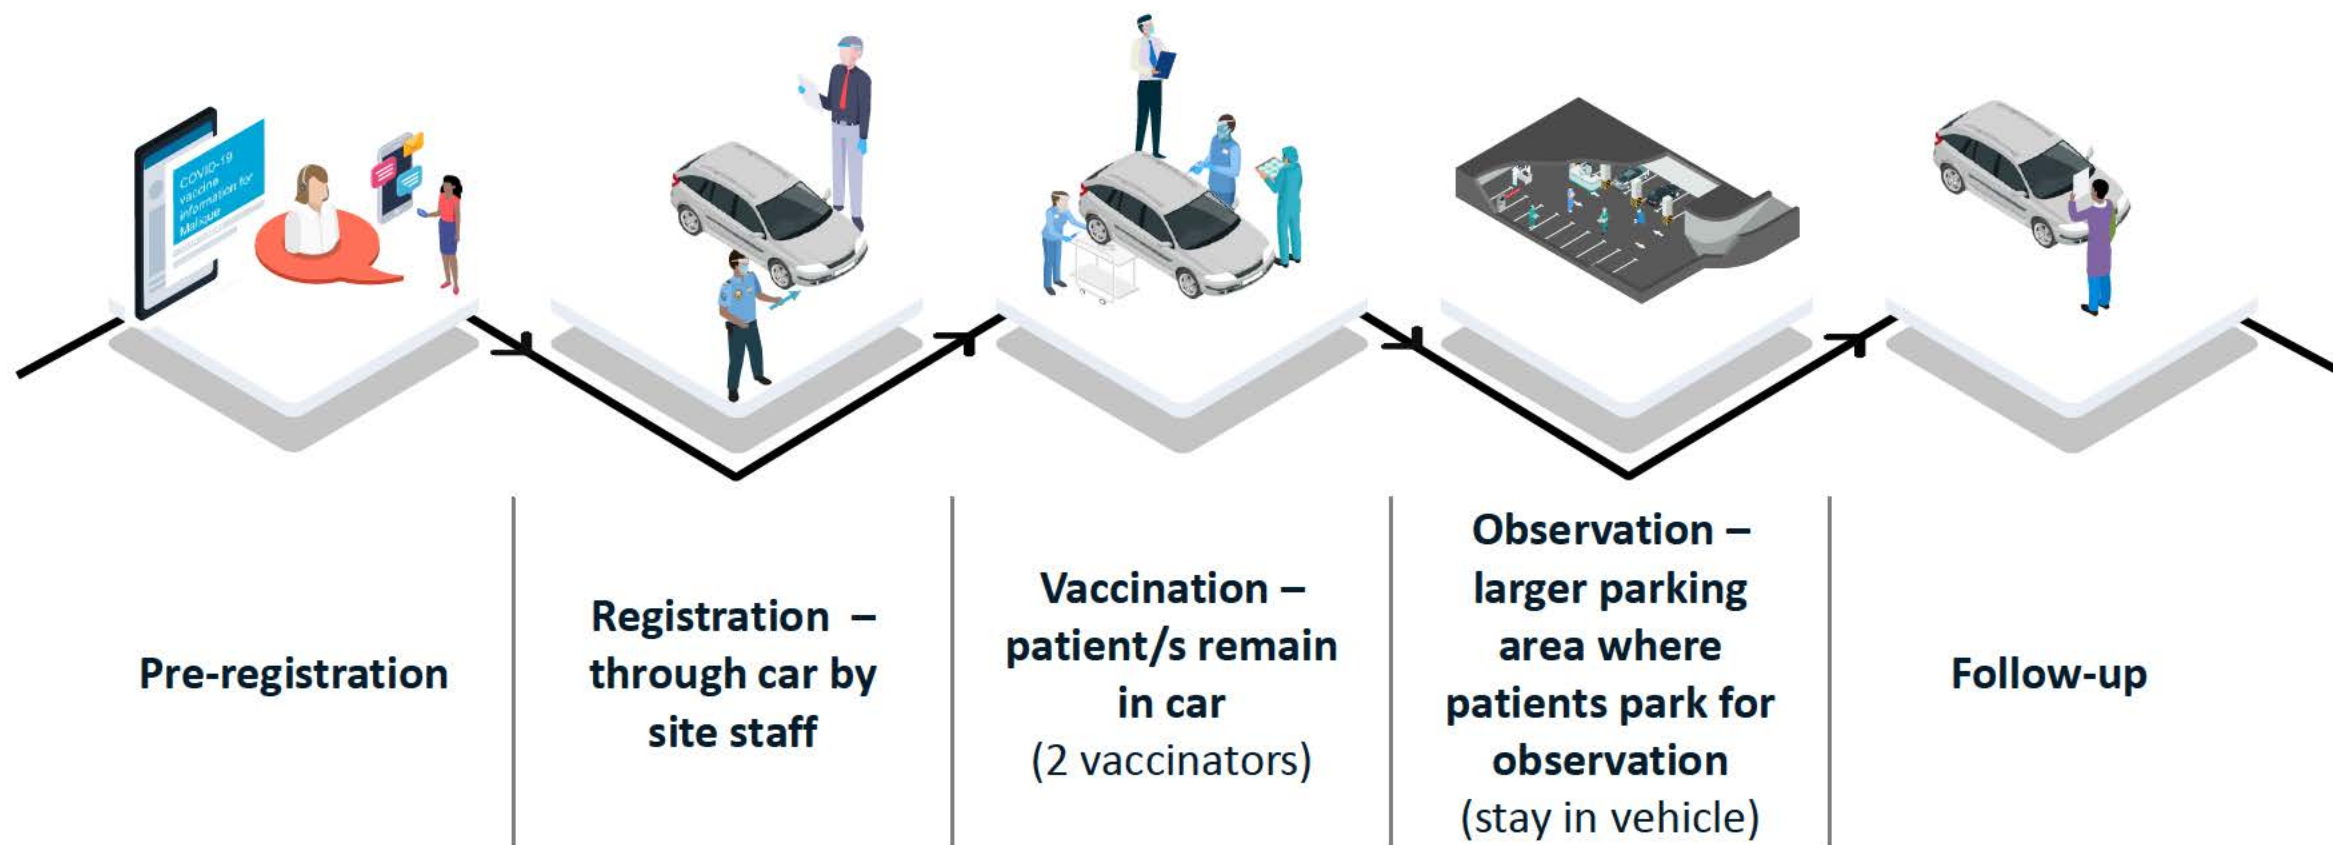 COVID-19
vaccine
information for
Malique
Pre-registration
Registration –
through car by
site staff
Vaccination –
patient/s remain
in car
(2 vaccinators)
Observation –
larger parking
area where
patients park for
observation
(stay in vehicle)
Follow-up